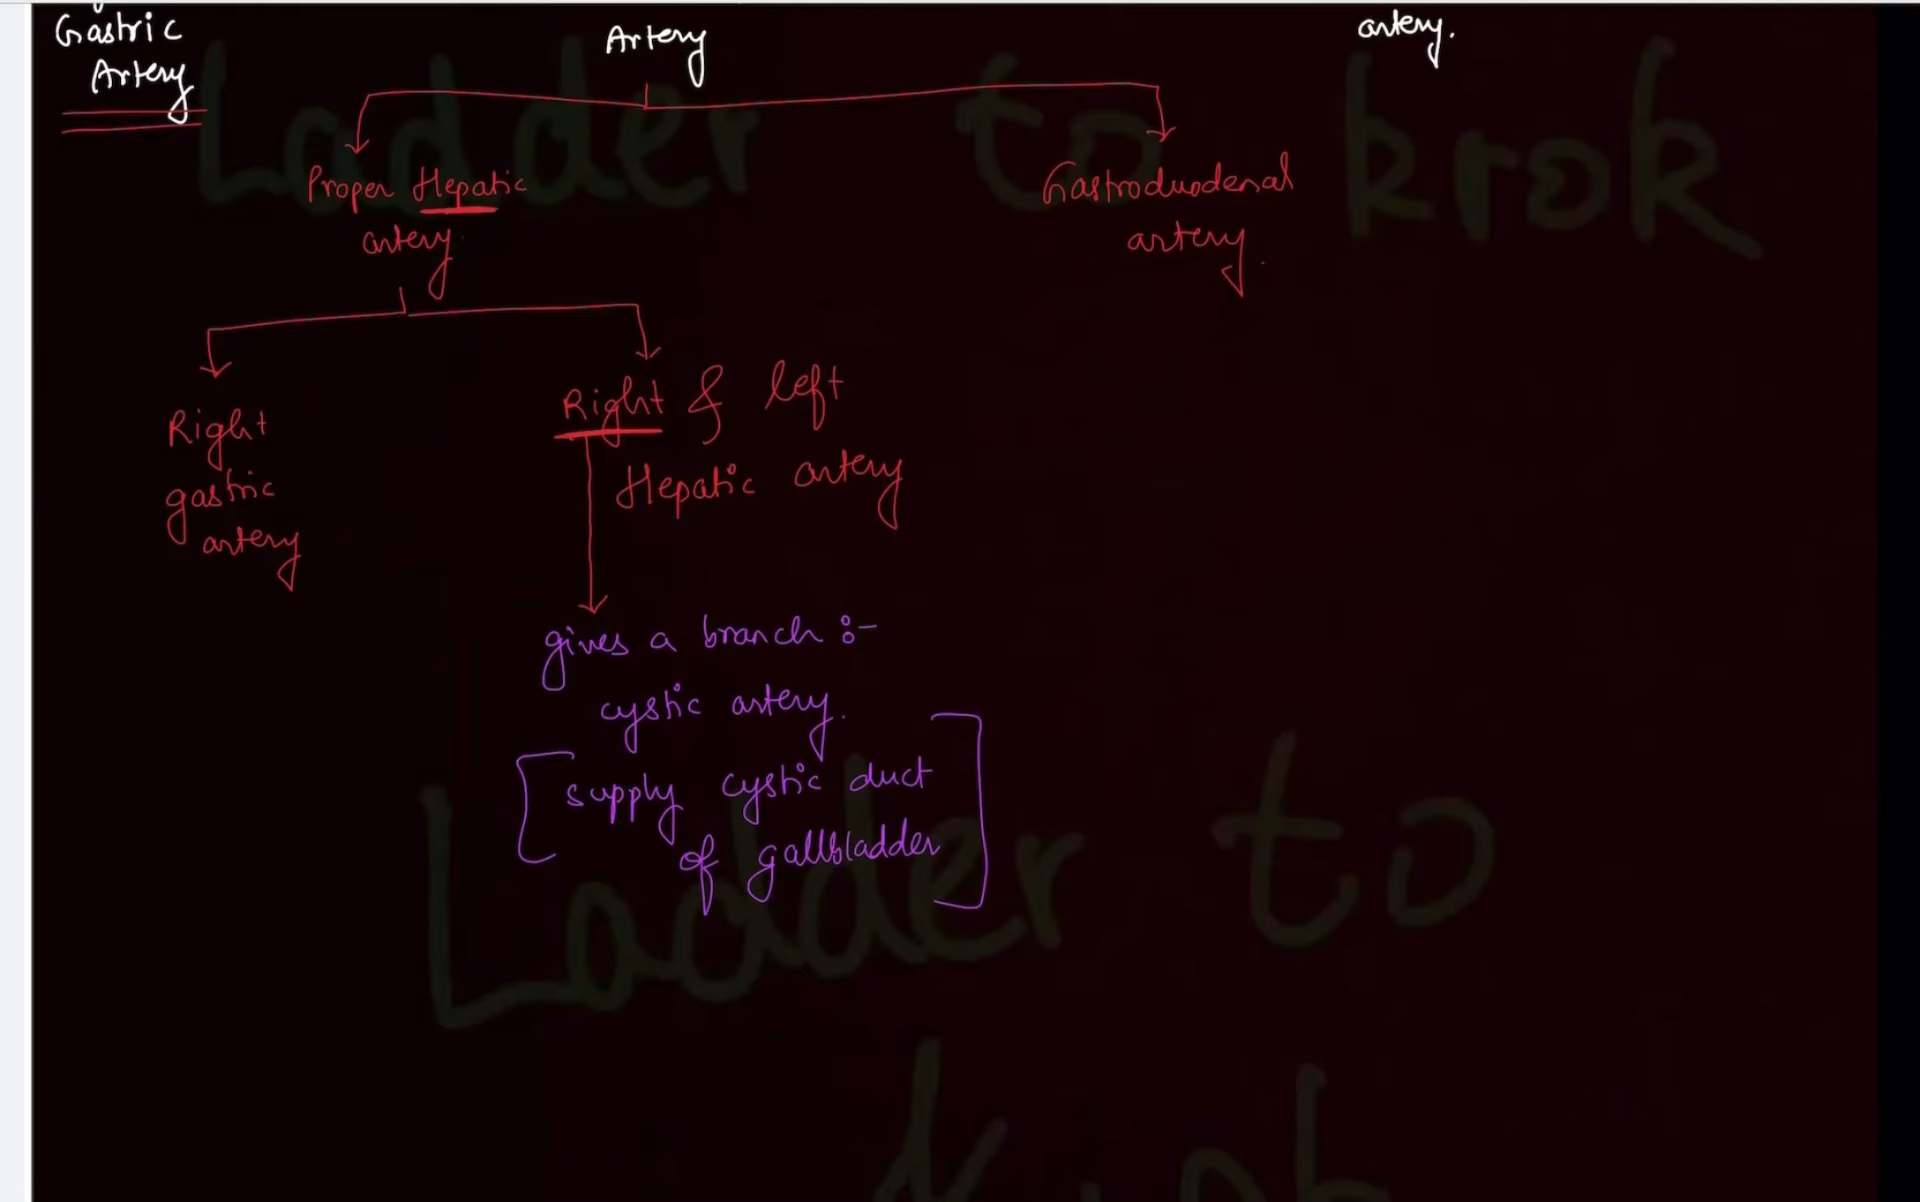 Gastric
Artery
Artery
artery.
Proper Hepatic
artery
Gastroduodenal
artery.
Right
gastric
artery
Right & left
Hepatic artery
gives a branch :-
cystic artery.
[supply cystic duct
of gallbladder]
Ladder to krok
Ladder to